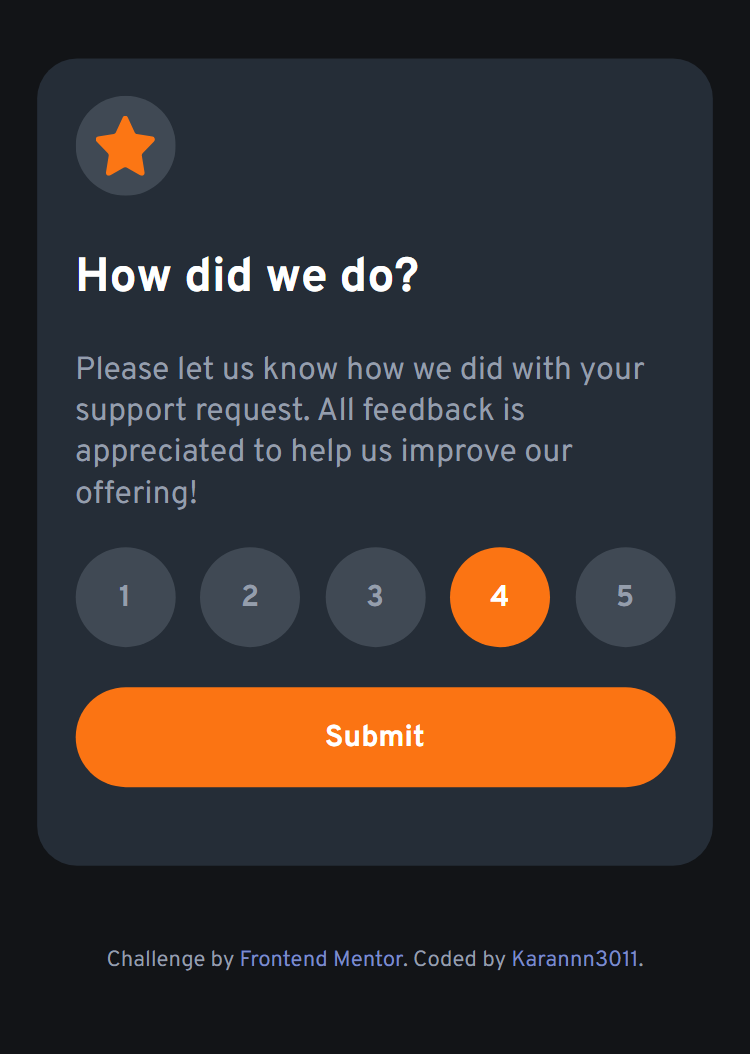 How did we do?
Please let us know how we did with your
support request. All feedback is
appreciated to help us improve our
offering!
1 2 3 4 5
Submit
Challenge by Frontend Mentor. Coded by Karannn3011.